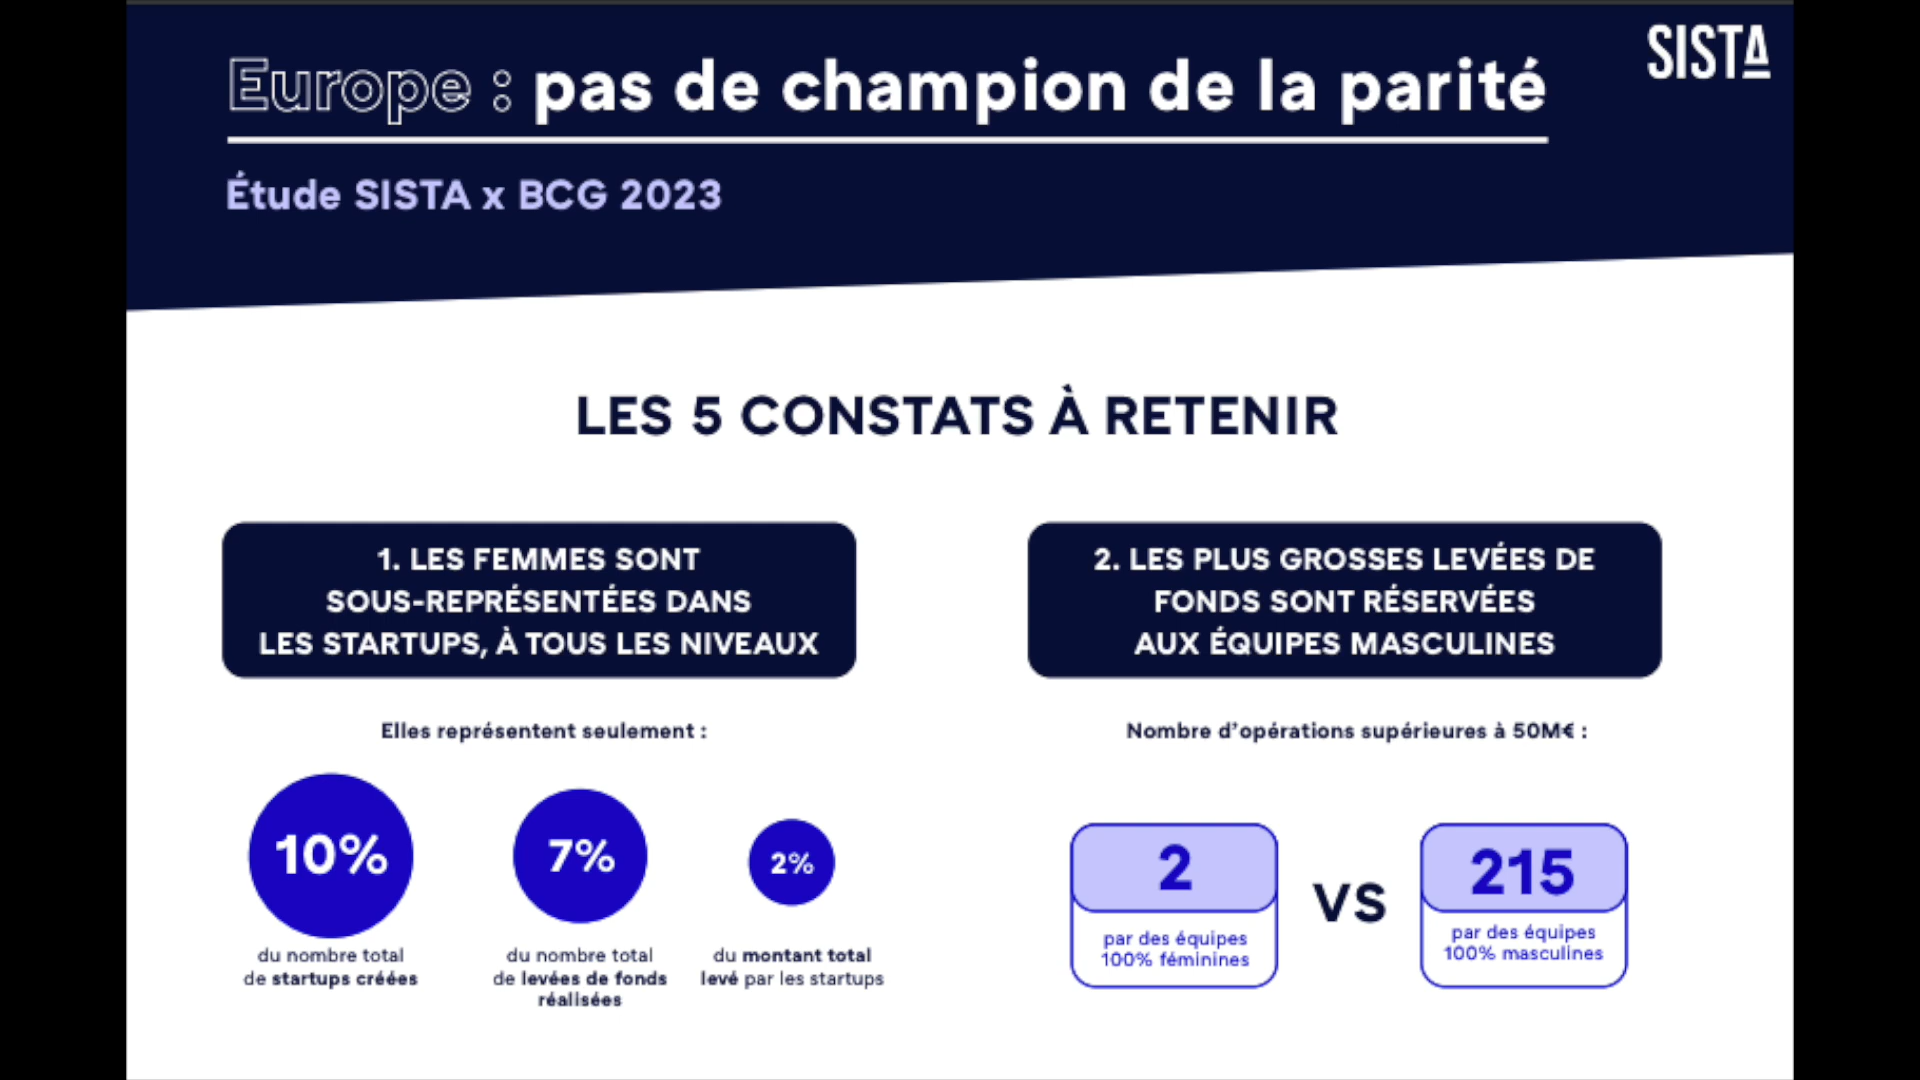 Europe : pas de champion de la parité
SISTA
Étude SISTA x BCG 2023
LES 5 CONSTATS À RETENIR
1. LES FEMMES SONT
SOUS-REPRÉSENTÉES DANS
LES STARTUPS, À TOUS LES NIVEAUX
Elles représentent seulement :
10%
du nombre total
de startups créées
7%
du nombre total
de levées de fonds
réalisées
2%
du montant total
levé par les startups
2. LES PLUS GROSSES LEVÉES DE
FONDS SONT RÉSERVÉES
AUX ÉQUIPES MASCULINES
Nombre d'opérations supérieures à 50M€ :
2
par des équipes
100% féminines
VS
215
par des équipes
100% masculines